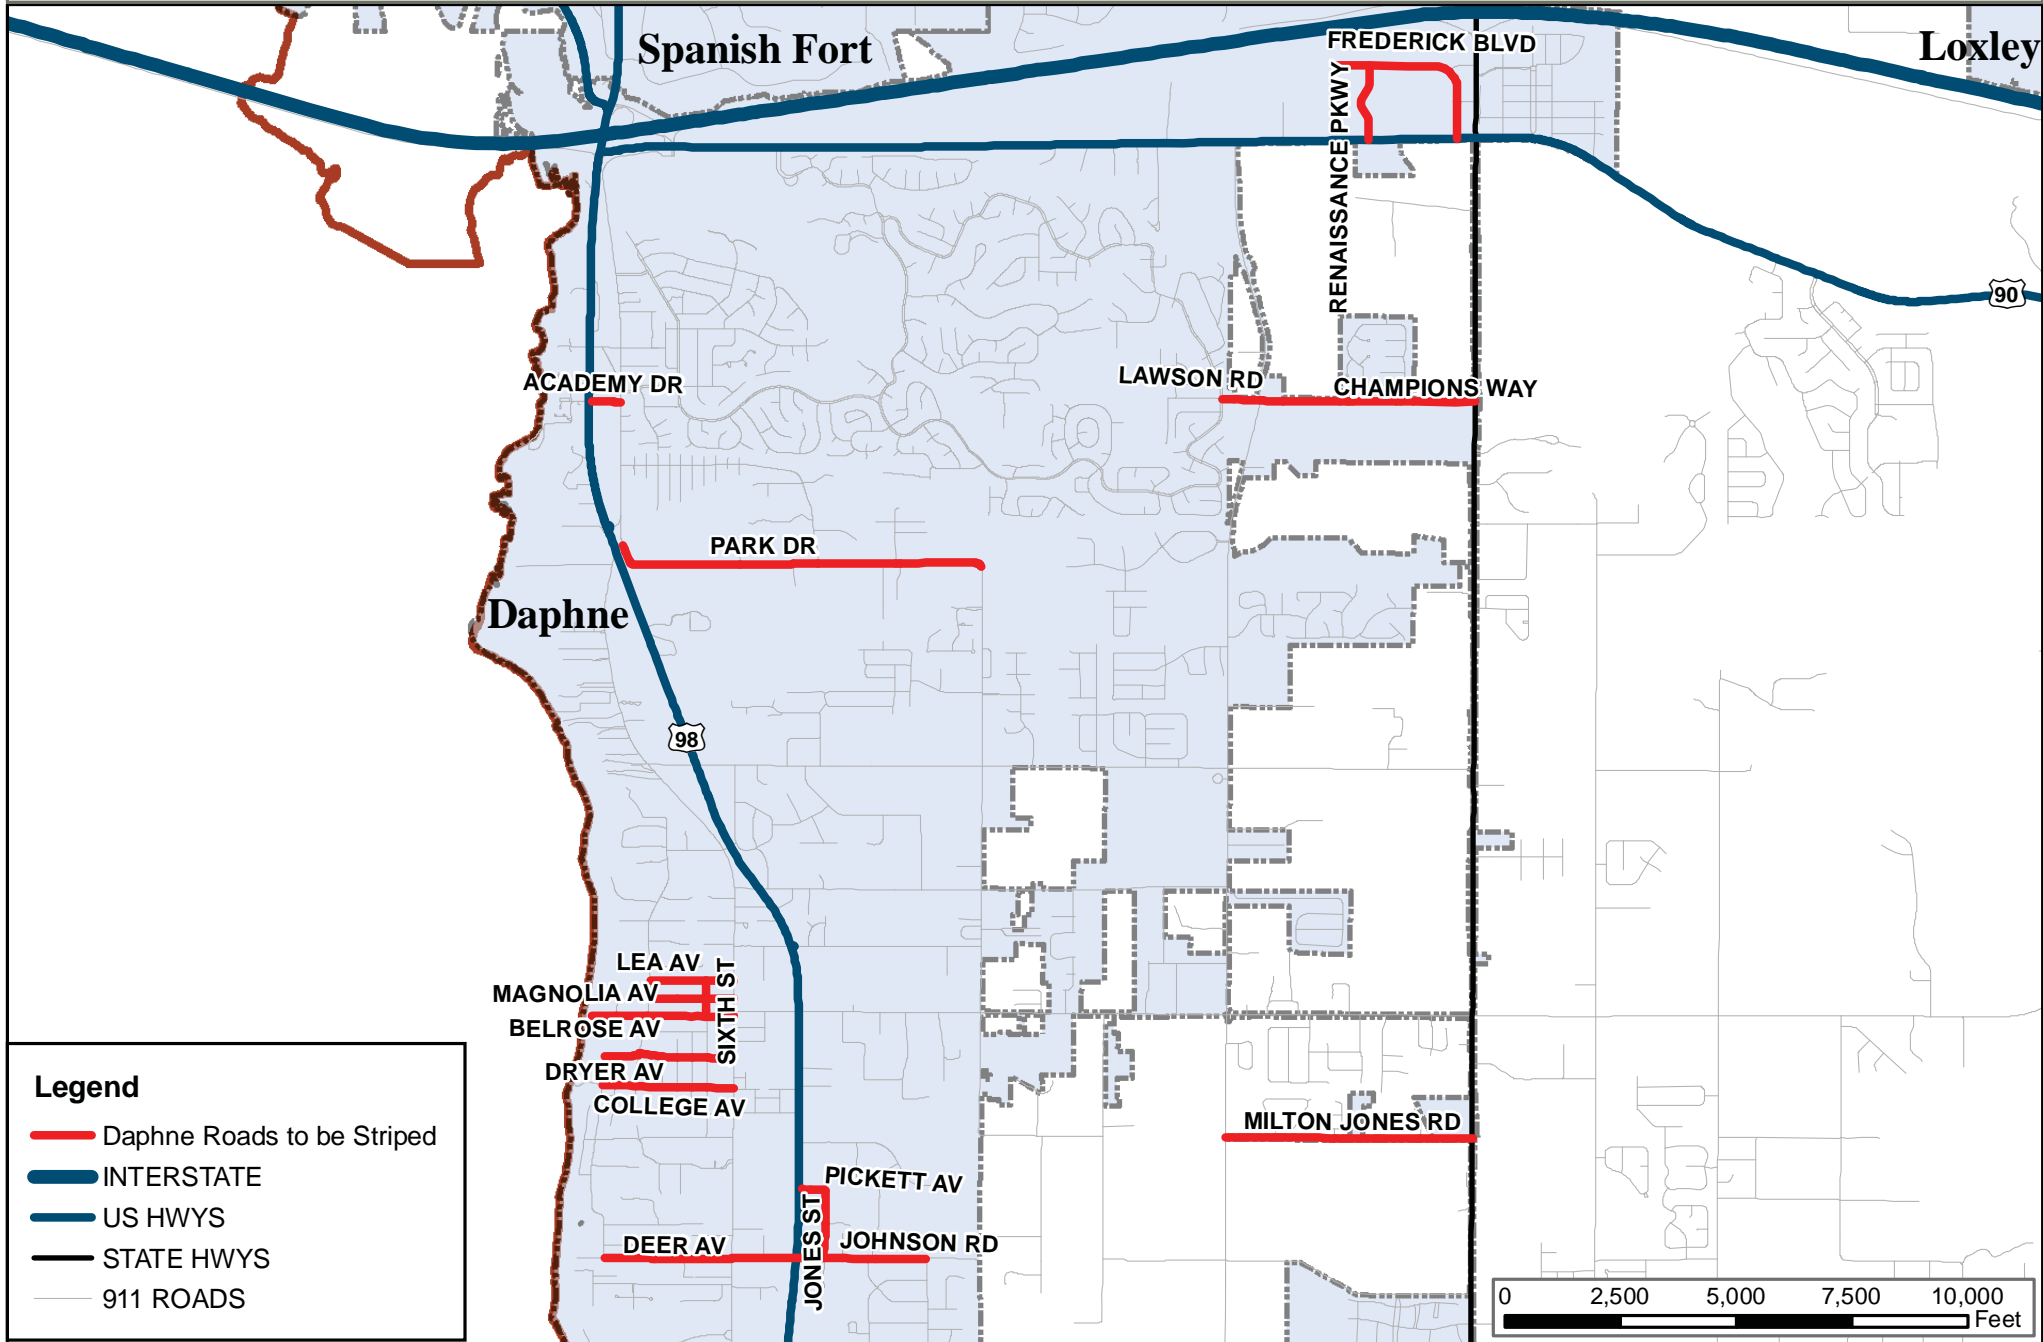 Spanish Fort
FREDERICK BLVD
Loxley
RENAISSANCE PKWY
90
ACADEMY DR
LAWSON RD
CHAMPIONS WAY
PARK DR
Daphne
98
LEA AV
MAGNOLIA AV
BELROSE AV
SIXTH ST
DRYER AV
COLLEGE AV
MILTON JONES RD
PICKETT AV
JONES ST
DEER AV
JOHNSON RD
Legend
Daphne Roads to be Striped
INTERSTATE
US HWYS
STATE HWYS
911 ROADS
0 2,500 5,000 7,500 10,000
Feet